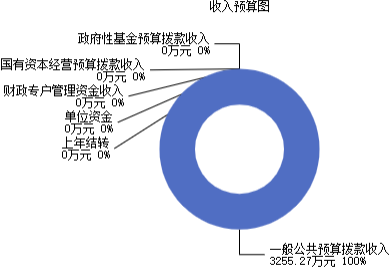 收入预算图
政府性基金预算拨款收入
0万元 0%
国有资本经营预算拨款收入
0万元 0%
财政专户管理资金收入
0万元 0%
单位资金
0万元 0%
上年结转
0万元 0%
一般公共预算拨款收入
3255.27万元 100%